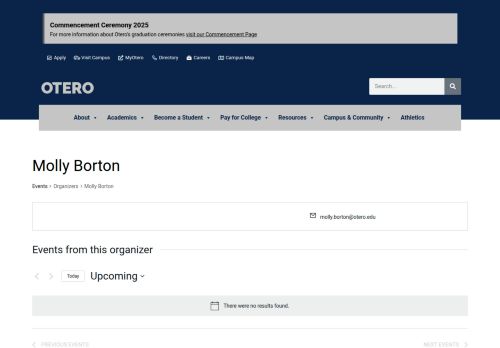 Commencement Ceremony 2025
For more information about Otero's graduation ceremonies visit our Commencement Page
Apply Visit Campus MyOtero Directory Careers Campus Map
OTERO
Search...
About Academics Become a Student Pay for College Resources Campus & Community Athletics
Molly Borton
Events > Organizers > Molly Borton
molly.borton@otero.edu
Events from this organizer
Today Upcoming
There were no results found.
PREVIOUS EVENTS NEXT EVENTS